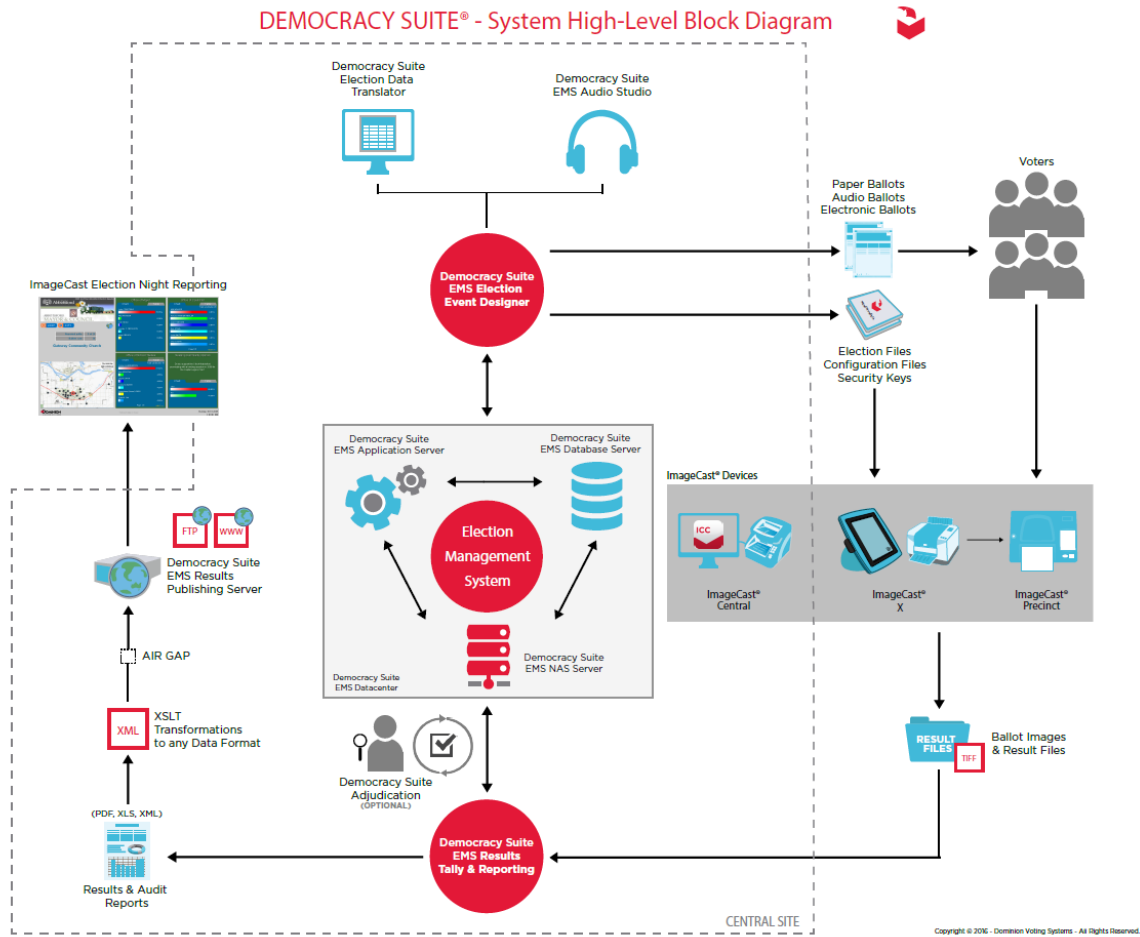 DEMOCRACY SUITE® - System High-Level Block Diagram
Democracy Suite
Election Data
Translator
Democracy Suite
EMS Audio Studio
Voters
Paper Ballots
Audio Ballots
Electronic Ballots
Democracy Suite
EMS Election
Event Designer
ImageCast Election Night Reporting
Election Files
Configuration Files
Security Keys
Democracy Suite
EMS Application Server
Democracy Suite
EMS Database Server
ImageCast® Devices
ICC
ImageCast®
Central
ImageCast®
X
ImageCast®
Precinct
Election
Management
System
FTP
WWW
Democracy Suite
EMS Results
Publishing Server
Democracy Suite
EMS NAS Server
Democracy Suite
EMS Datacenter
AIR GAP
XML
XSLT
Transformations
to any Data Format
RESULT
FILES
TIFF
Ballot Images
& Result Files
Democracy Suite
Adjudication
(OPTIONAL)
(PDF, XLS, XML)
Results & Audit
Reports
Democracy Suite
EMS Results
Tally & Reporting
CENTRAL SITE
Copyright © 2016 - Dominion Voting Systems - All Rights Reserved.